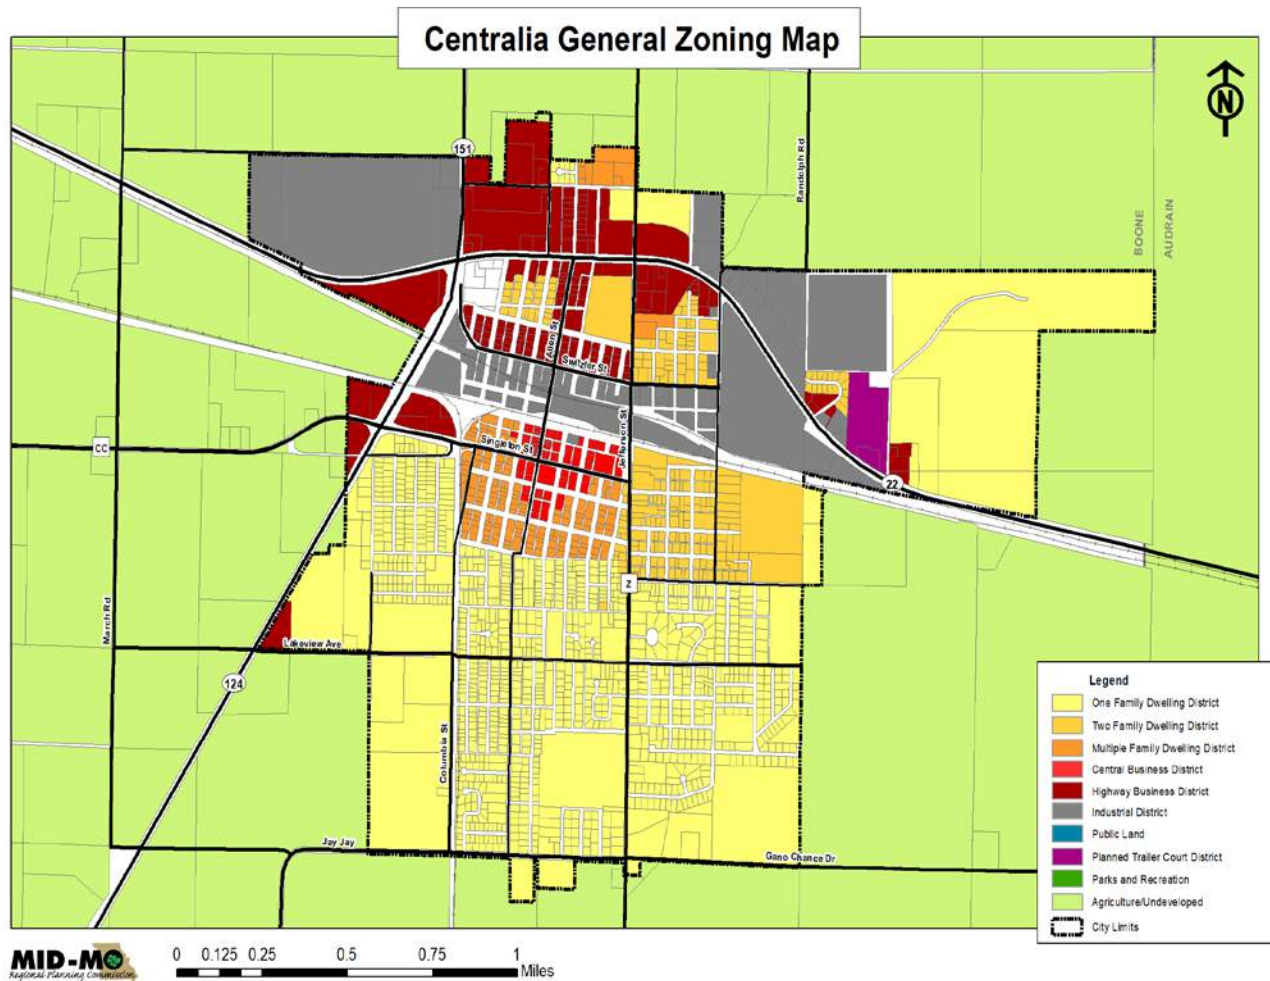 Centralia General Zoning Map
N
151
Randolph Rd
BOONE
AUDRAIN
Allen St
Switzler St
Jefferson St
Singleton St
CC
22
Z
March Rd
Lakeview Ave
124
Columbia St
Jay Jay
Gano Chance Dr
Legend
One Family Dwelling District
Two Family Dwelling District
Multiple Family Dwelling District
Central Business District
Highway Business District
Industrial District
Public Land
Planned Trailer Court District
Parks and Recreation
Agriculture/Undeveloped
City Limits
MID-MO
Regional Planning Commission
0 0.125 0.25 0.5 0.75 1
Miles